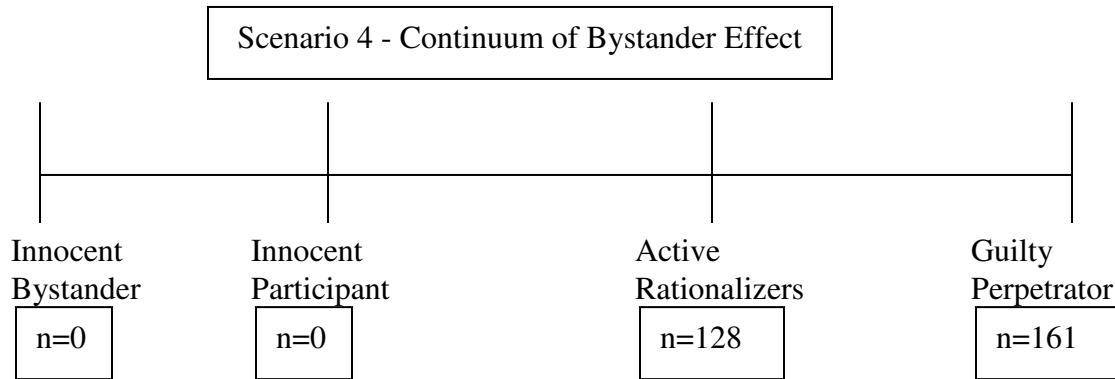 Scenario 4 - Continuum of Bystander Effect
Innocent Bystander
n=0
Innocent Participant
n=0
Active Rationalizers
n=128
Guilty Perpetrator
n=161